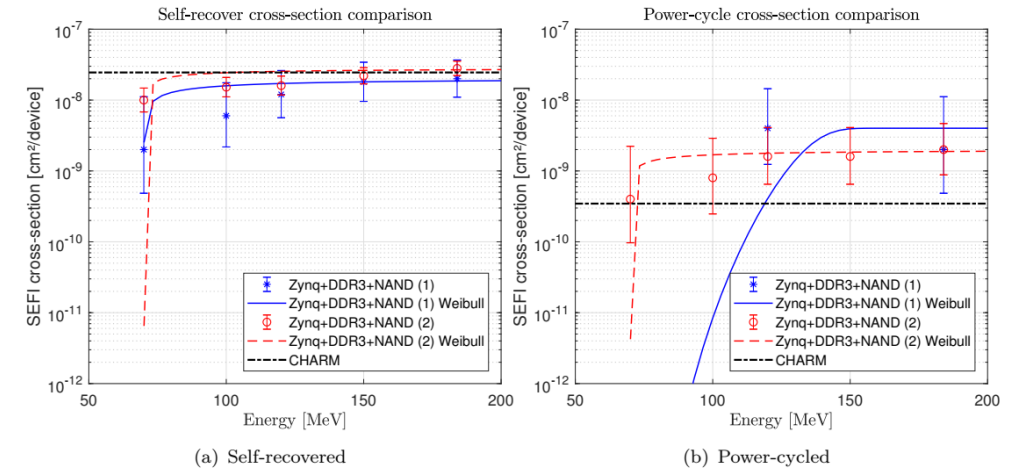 Self-recover cross-section comparison
SEFI cross-section [cm²/device]
10^-7
10^-8
10^-9
10^-10
10^-11
10^-12
50
100
150
200
Energy [MeV]
Zynq+DDR3+NAND (1)
Zynq+DDR3+NAND (1) Weibull
Zynq+DDR3+NAND (2)
Zynq+DDR3+NAND (2) Weibull
CHARM
(a) Self-recovered
Power-cycle cross-section comparison
SEFI cross-section [cm²/device]
10^-7
10^-8
10^-9
10^-10
10^-11
10^-12
50
100
150
200
Energy [MeV]
Zynq+DDR3+NAND (1)
Zynq+DDR3+NAND (1) Weibull
Zynq+DDR3+NAND (2)
Zynq+DDR3+NAND (2) Weibull
CHARM
(b) Power-cycled